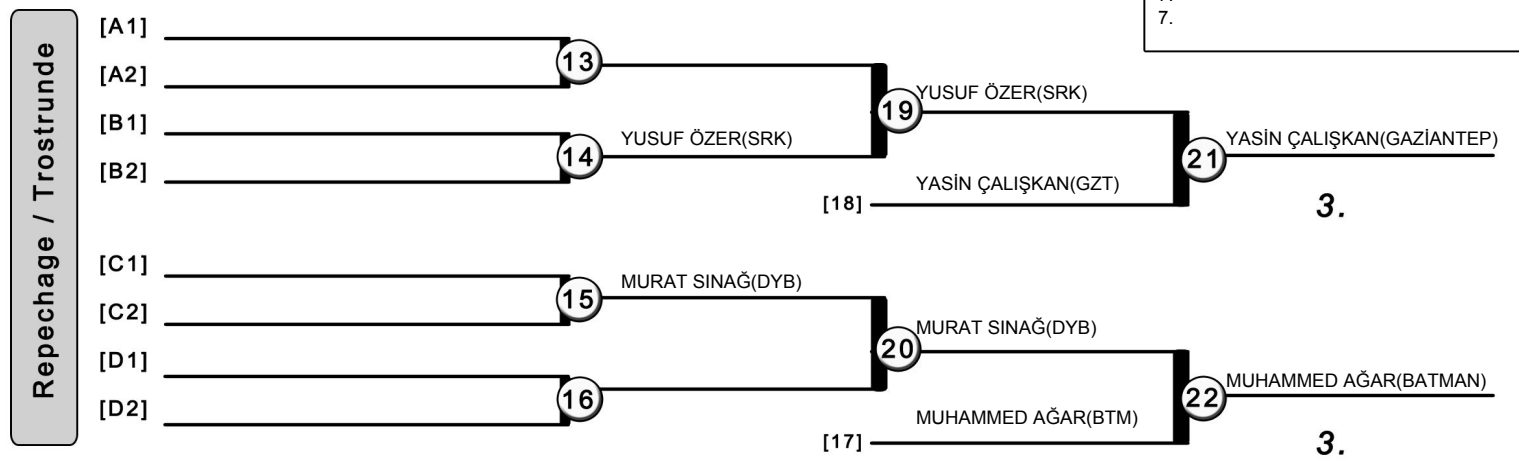 7.
Repechage / Trostrunde
[A1]
[A2]
13
[B1]
[B2]
14
YUSUF ÖZER(SRK)
19
YUSUF ÖZER(SRK)
[18]
YASİN ÇALIŞKAN(GZT)
21
YASİN ÇALIŞKAN(GAZİANTEP)
3.
[C1]
[C2]
15
MURAT SINAĞ(DYB)
[D1]
[D2]
16
20
MURAT SINAĞ(DYB)
[17]
MUHAMMED AĞAR(BTM)
22
MUHAMMED AĞAR(BATMAN)
3.